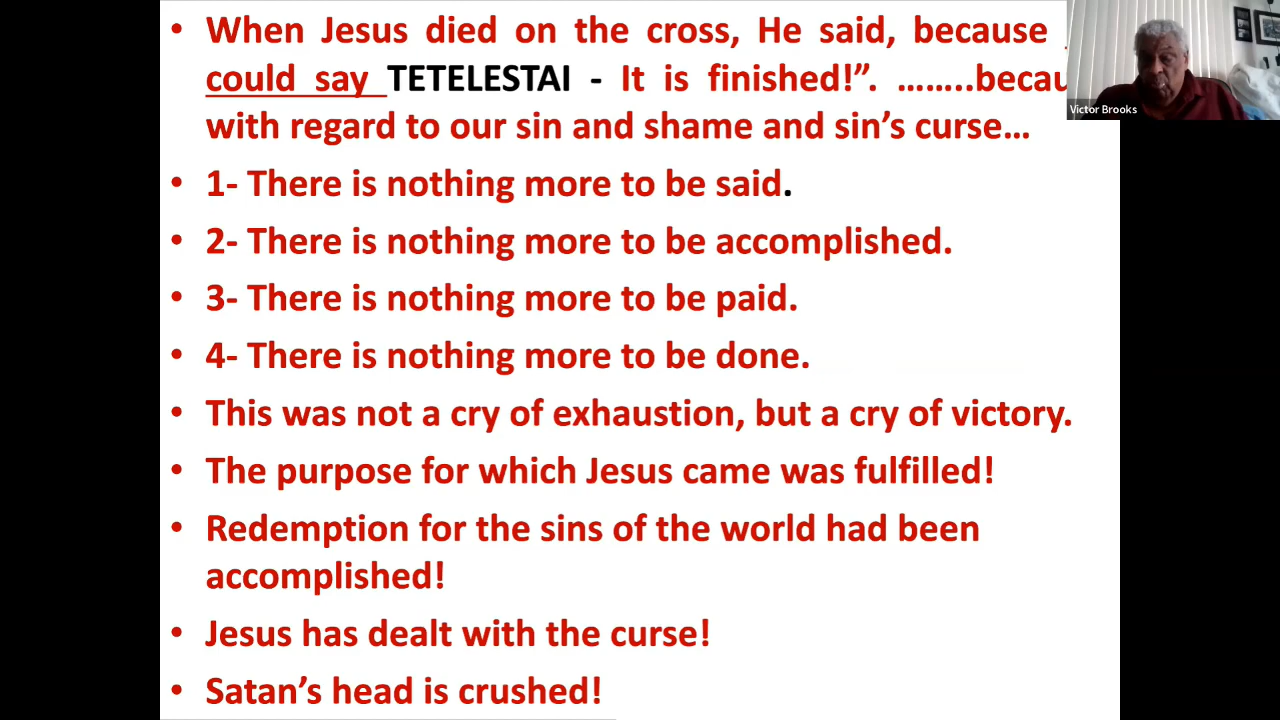 • When Jesus died on the cross, He said, because
could say TETELESTAI - It is finished!”. ……..becau
with regard to our sin and shame and sin’s curse…
• 1- There is nothing more to be said.
• 2- There is nothing more to be accomplished.
• 3- There is nothing more to be paid.
• 4- There is nothing more to be done.
• This was not a cry of exhaustion, but a cry of victory.
• The purpose for which Jesus came was fulfilled!
• Redemption for the sins of the world had been
accomplished!
• Jesus has dealt with the curse!
• Satan’s head is crushed!
Victor Brooks